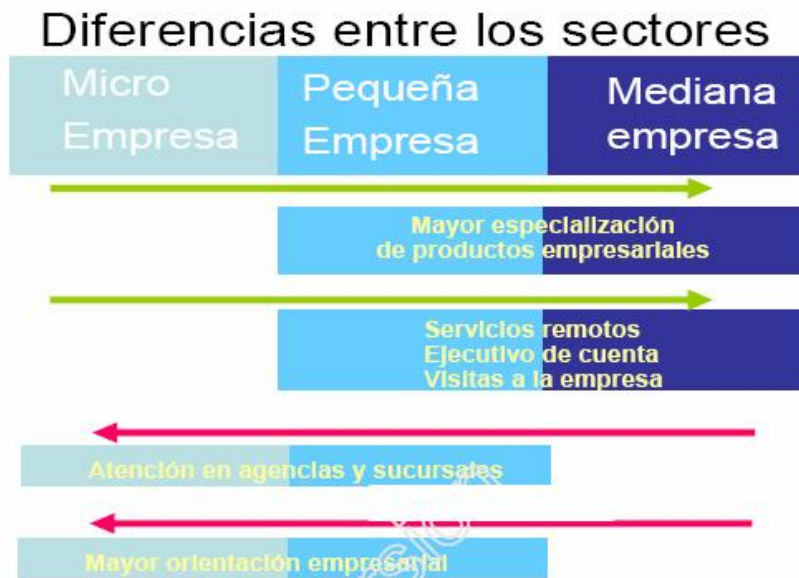 Diferencias entre los sectores
Micro
Empresa
Pequeña
Empresa
Mediana
empresa
Mayor especialización
de productos empresariales
Servicios remotos
Ejecutivo de cuenta
Visitas a la empresa
Atención en agencias y sucursales
Mayor orientación empresarial